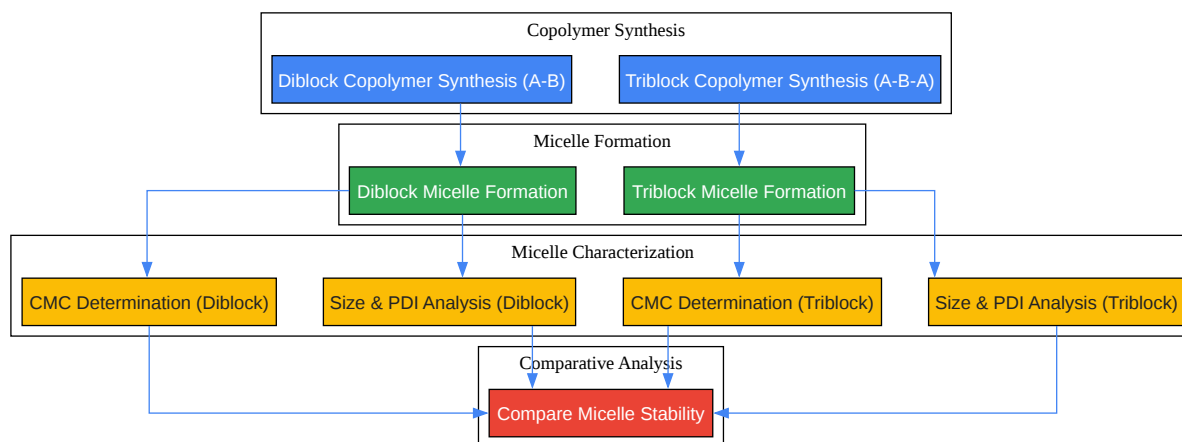 Copolymer Synthesis
Diblock Copolymer Synthesis (A-B)
Triblock Copolymer Synthesis (A-B-A)
Micelle Formation
Diblock Micelle Formation
Triblock Micelle Formation
Micelle Characterization
CMC Determination (Diblock)
Size & PDI Analysis (Diblock)
CMC Determination (Triblock)
Size & PDI Analysis (Triblock)
Comparative Analysis
Compare Micelle Stability